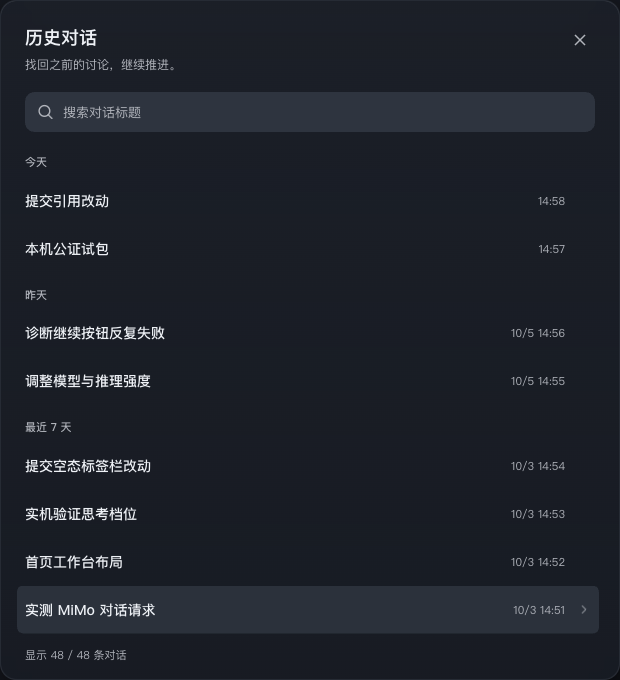 历史对话
找回之前的讨论，继续推进。
搜索对话标题
今天
提交引用改动 14:58
本机公证试包 14:57
昨天
诊断继续按钮反复失败 10/5 14:56
调整模型与推理强度 10/5 14:55
最近 7 天
提交空态标签栏改动 10/3 14:54
实机验证思考档位 10/3 14:53
首页工作台布局 10/3 14:52
实测 MiMo 对话请求 10/3 14:51
显示 48 / 48 条对话